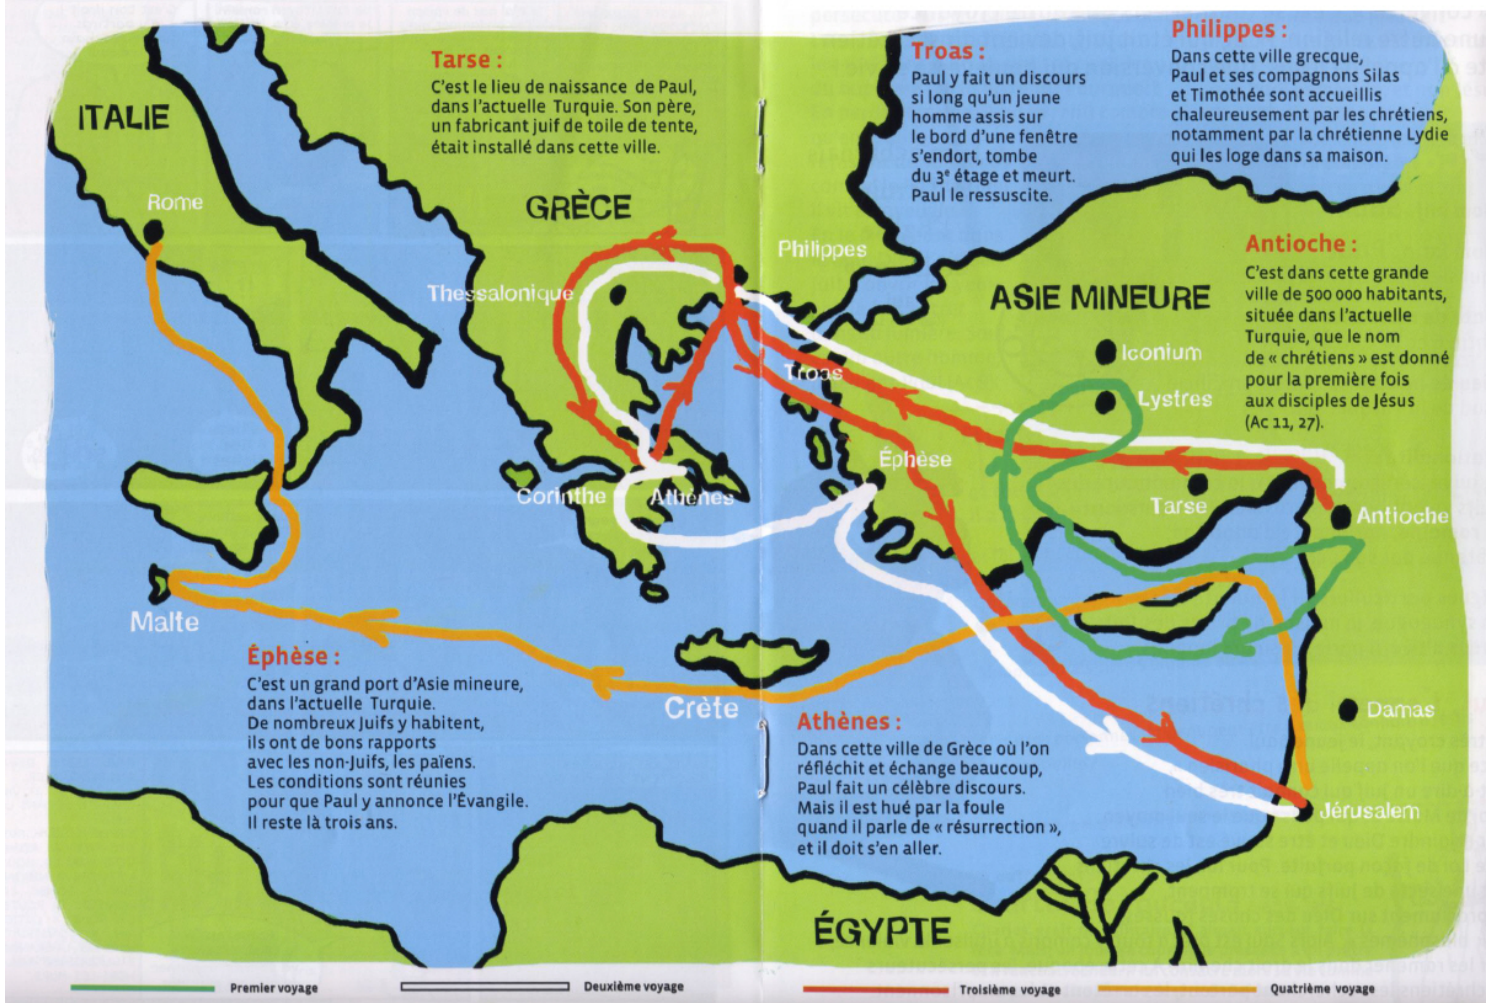 Tarse :
C'est le lieu de naissance de Paul,
dans l'actuelle Turquie. Son père,
un fabricant juif de toile de tente,
était installé dans cette ville.
Troas :
Paul y fait un discours
si long qu'un jeune
homme assis sur
le bord d'une fenêtre
s'endort, tombe
du 3e étage et meurt.
Paul le ressuscite.
Philippes :
Dans cette ville grecque,
Paul et ses compagnons Silas
et Timothée sont accueillis
chaleureusement par les chrétiens,
notamment par la chrétienne Lydie
qui les loge dans sa maison.
ITALIE
Rome
GRÈCE
Philippes
Thessalonique
ASIE MINEURE
Antioche :
C'est dans cette grande
ville de 500 000 habitants,
située dans l'actuelle
Turquie, que le nom
de « chrétiens » est donné
pour la première fois
aux disciples de Jésus
(Ac 11, 27).
Iconium
Troas
Lystres
Éphèse
Corinthe
Athènes
Tarse
Antioche
Malte
Crète
Damas
Jérusalem
Éphèse :
C'est un grand port d'Asie mineure,
dans l'actuelle Turquie.
De nombreux Juifs y habitent,
ils ont de bons rapports
avec les non-Juifs, les païens.
Les conditions sont réunies
pour que Paul y annonce l'Évangile.
Il reste là trois ans.
Athènes :
Dans cette ville de Grèce où l'on
réfléchit et échange beaucoup,
Paul fait un célèbre discours.
Mais il est hué par la foule
quand il parle de « résurrection »,
et il doit s'en aller.
ÉGYPTE
Premier voyage
Deuxième voyage
Troisième voyage
Quatrième voyage